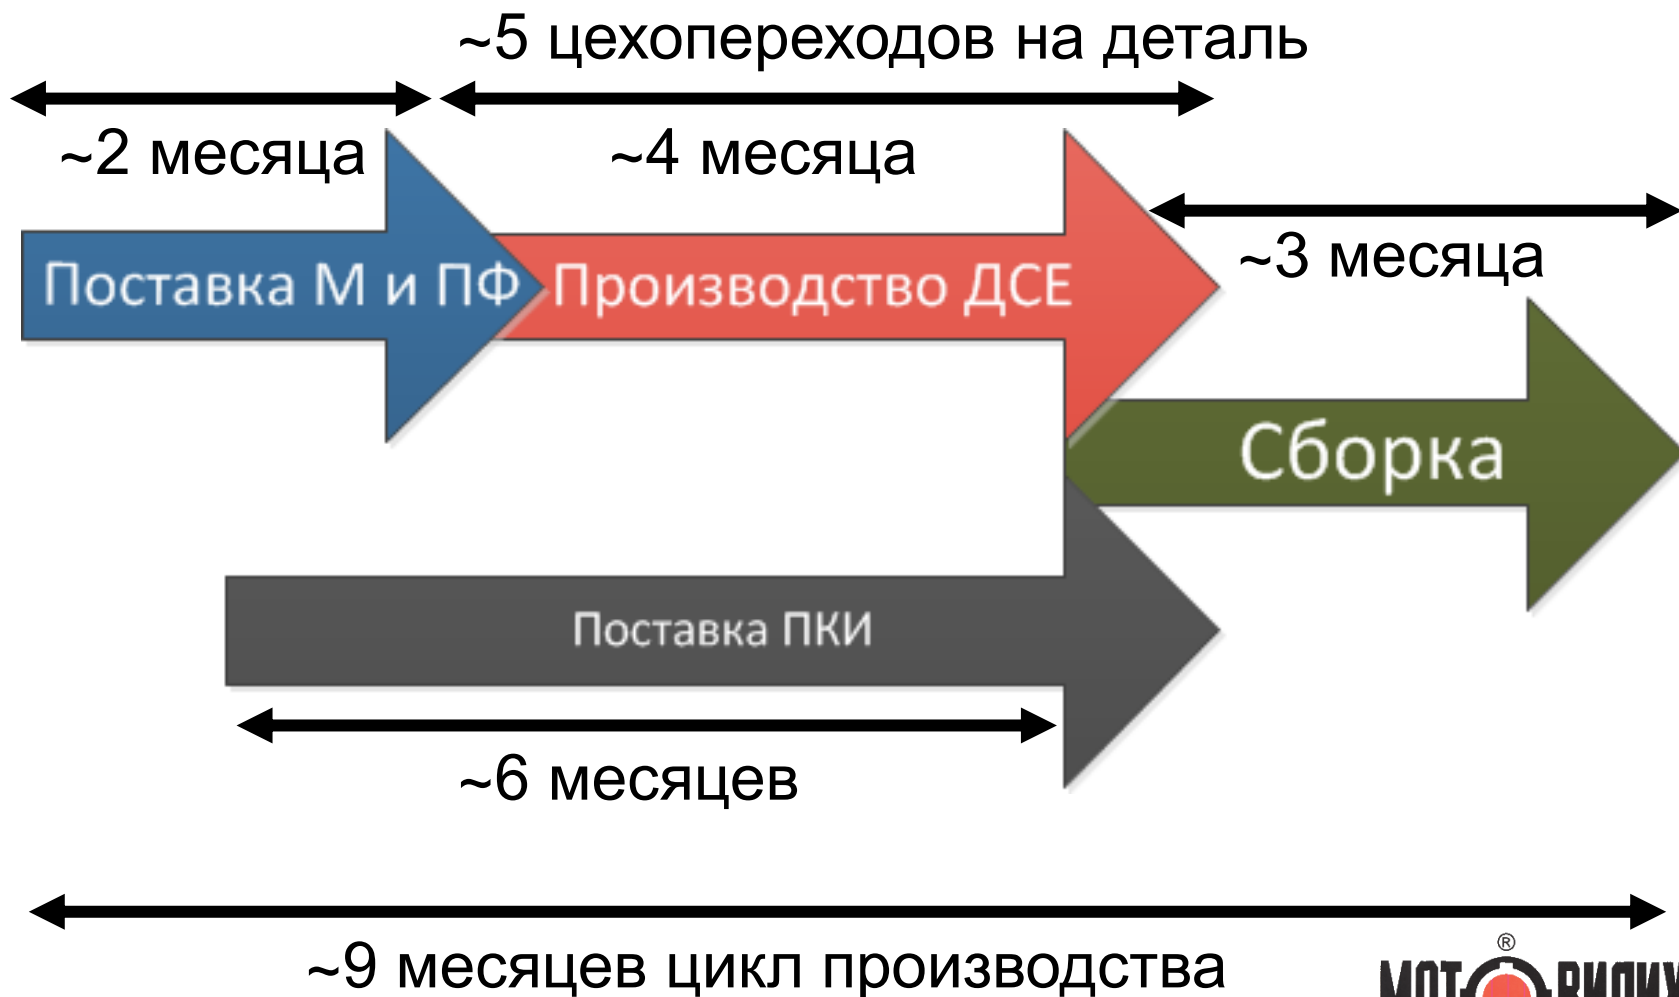 ~5 цехопереходов на деталь
~2 месяца
~4 месяца
~3 месяца
Поставка М и ПФ
Производство ДСЕ
Сборка
Поставка ПКИ
~6 месяцев
~9 месяцев цикл производства
®